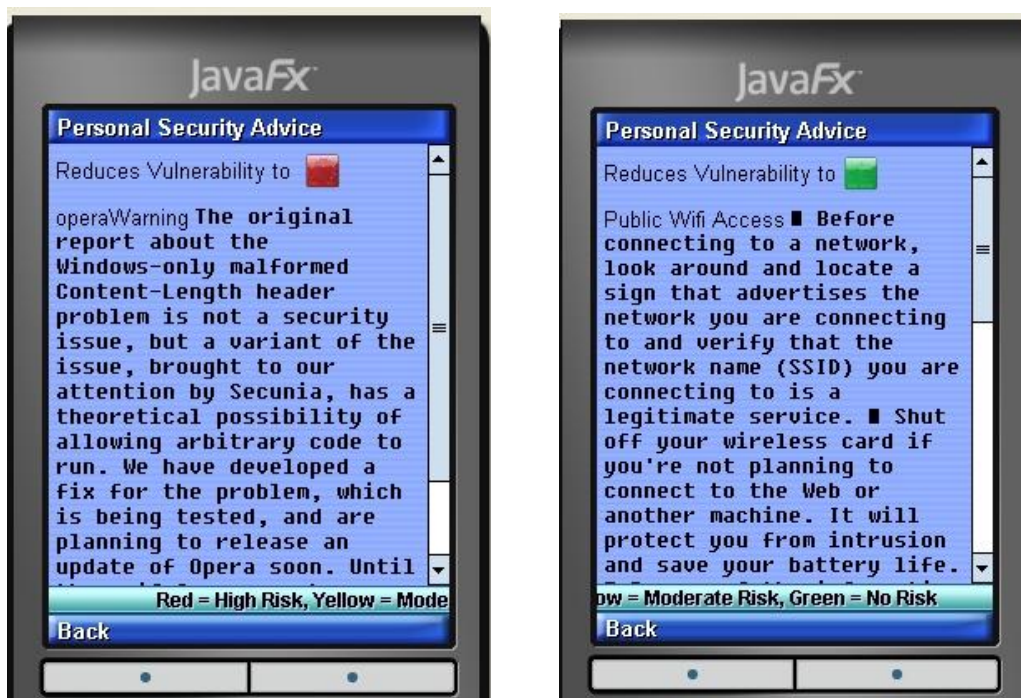 JavaFx
Personal Security Advice
Reduces Vulnerability to
operaWarning The original
report about the
Windows-only malformed
Content-Length header
problem is not a security
issue, but a variant of the
issue, brought to our
attention by Secunia, has a
theoretical possibility of
allowing arbitrary code to
run. We have developed a
fix for the problem, which
is being tested, and are
planning to release an
update of Opera soon. Until
Red = High Risk, Yellow = Mode
Back
JavaFx
Personal Security Advice
Reduces Vulnerability to
Public Wifi Access ∎ Before
connecting to a network,
look around and locate a
sign that advertises the
network you are connecting
to and verify that the
network name (SSID) you are
connecting to is a
legitimate service. ∎ Shut
off your wireless card if
you're not planning to
connect to the Web or
another machine. It will
protect you from intrusion
and save your battery life.
ow = Moderate Risk, Green = No Risk
Back